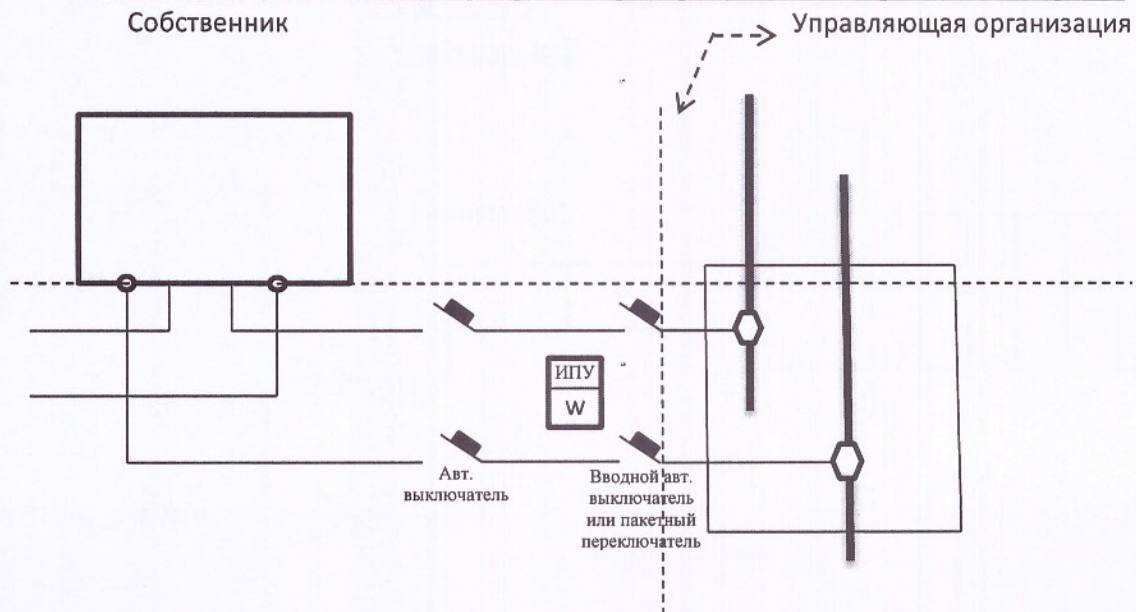 Собственник
Управляющая организация
ИПУ
W
Авт.
выключатель
Вводной авт.
выключатель
или пакетный
переключатель